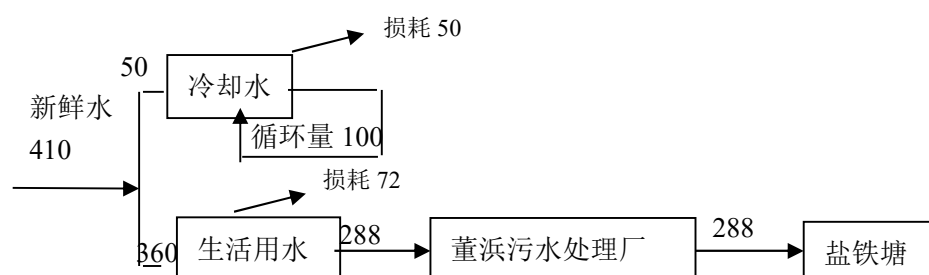 损耗 50
50
冷却水
新鲜水
410
循环量 100
损耗 72
360
生活用水
288
董浜污水处理厂
288
盐铁塘